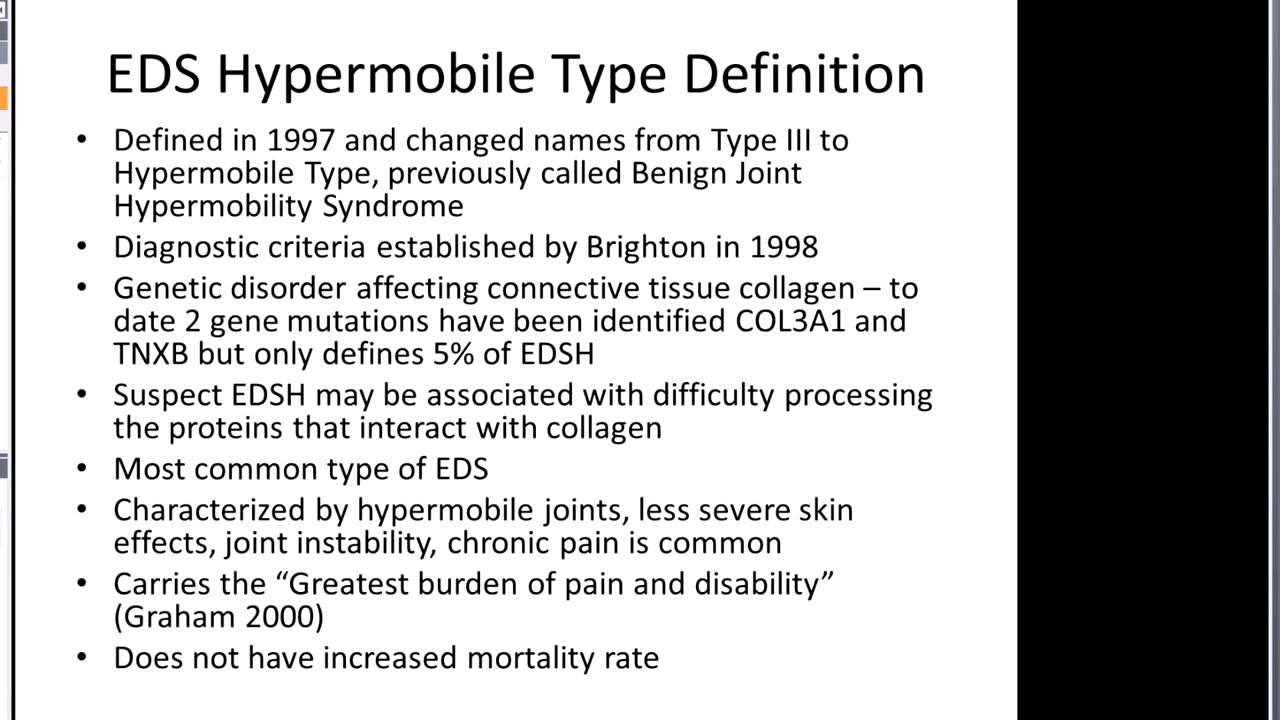 EDS Hypermobile Type Definition
• Defined in 1997 and changed names from Type III to
Hypermobile Type, previously called Benign Joint
Hypermobility Syndrome
• Diagnostic criteria established by Brighton in 1998
• Genetic disorder affecting connective tissue collagen – to
date 2 gene mutations have been identified COL3A1 and
TNXB but only defines 5% of EDSH
• Suspect EDSH may be associated with difficulty processing
the proteins that interact with collagen
• Most common type of EDS
• Characterized by hypermobile joints, less severe skin
effects, joint instability, chronic pain is common
• Carries the “Greatest burden of pain and disability”
(Graham 2000)
• Does not have increased mortality rate